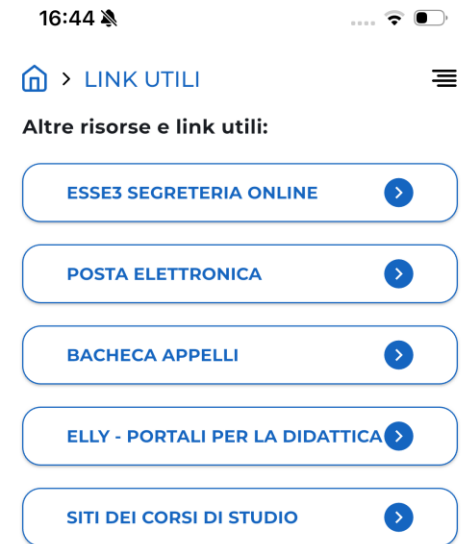 16:44
> LINK UTILI
Altre risorse e link utili:
ESSE3 SEGRETERIA ONLINE
POSTA ELETTRONICA
BACHECA APPELLI
ELLY - PORTALI PER LA DIDATTICA
SITI DEI CORSI DI STUDIO